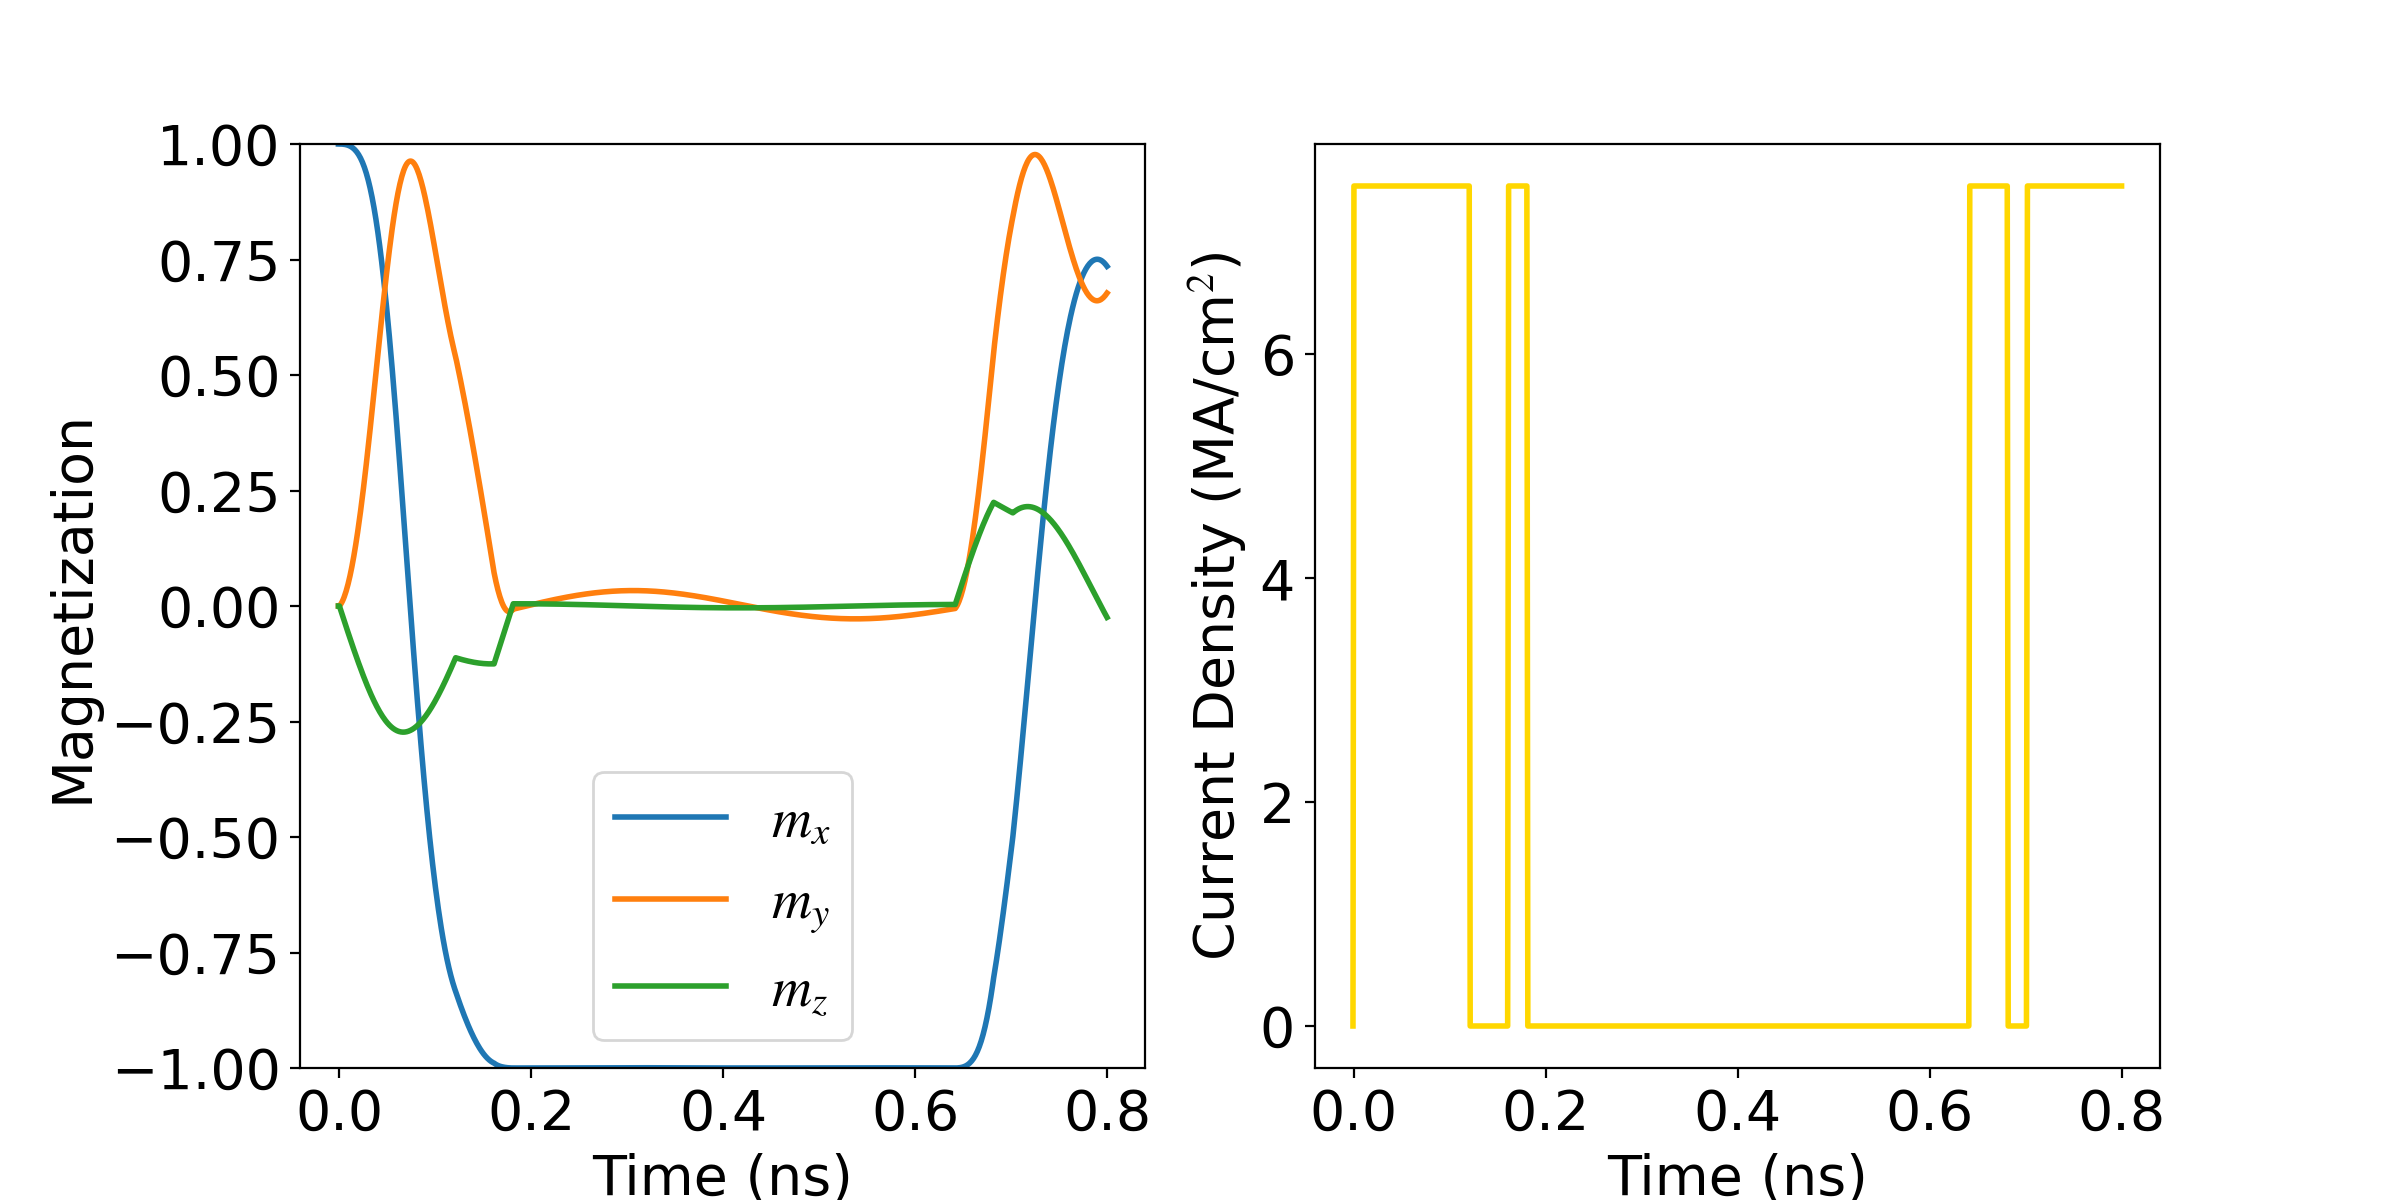 Magnetization
1.00
0.75
0.50
0.25
0.00
−0.25
−0.50
−0.75
−1.00
0.0 0.2 0.4 0.6 0.8
Time (ns)
m_x
m_y
m_z
Current Density (MA/cm²)
6
4
2
0
0.0 0.2 0.4 0.6 0.8
Time (ns)